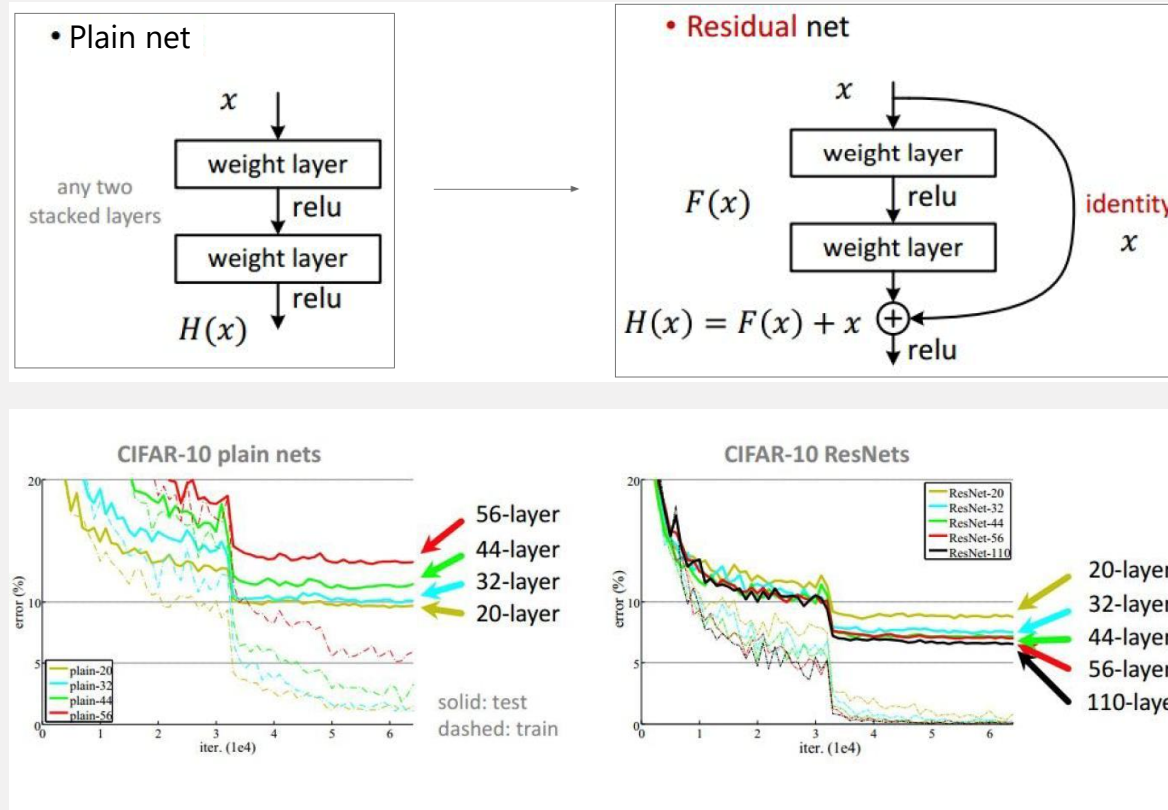 • Plain net
x
weight layer
any two
stacked layers
relu
weight layer
relu
H(x)
• Residual net
x
weight layer
F(x)
relu
identity
x
weight layer
H(x) = F(x) + x
+
relu
CIFAR-10 plain nets
20
10
5
0
error (%)
0 1 2 3 4 5 6
iter. (1e4)
plain-20
plain-32
plain-44
plain-56
56-layer
44-layer
32-layer
20-layer
solid: test
dashed: train
CIFAR-10 ResNets
20
10
5
0
error (%)
0 1 2 3 4 5 6
iter. (1e4)
ResNet-20
ResNet-32
ResNet-44
ResNet-56
ResNet-110
20-layer
32-layer
44-layer
56-layer
110-laye